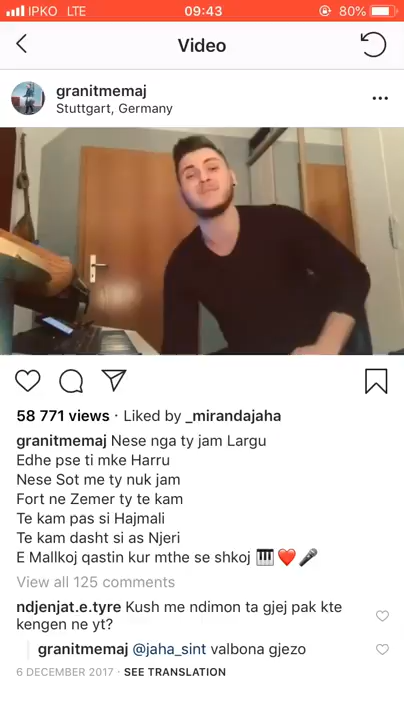 IPKO LTE 09:43 80%
Video
granitmemaj
Stuttgart, Germany
58 771 views · Liked by _mirandajaha
granitmemaj Nese nga ty jam Largu
Edhe pse ti mke Harru
Nese Sot me ty nuk jam
Fort ne Zemer ty te kam
Te kam pas si Hajmali
Te kam dasht si as Njeri
E Mallkoj qastin kur mthe se shkoj 🎹❤️🎤
View all 125 comments
ndjenjat.e.tyre Kush me ndimon ta gjej pak kte
kengen ne yt?
granitmemaj @jaha_sint valbona gjezo
6 DECEMBER 2017 · SEE TRANSLATION